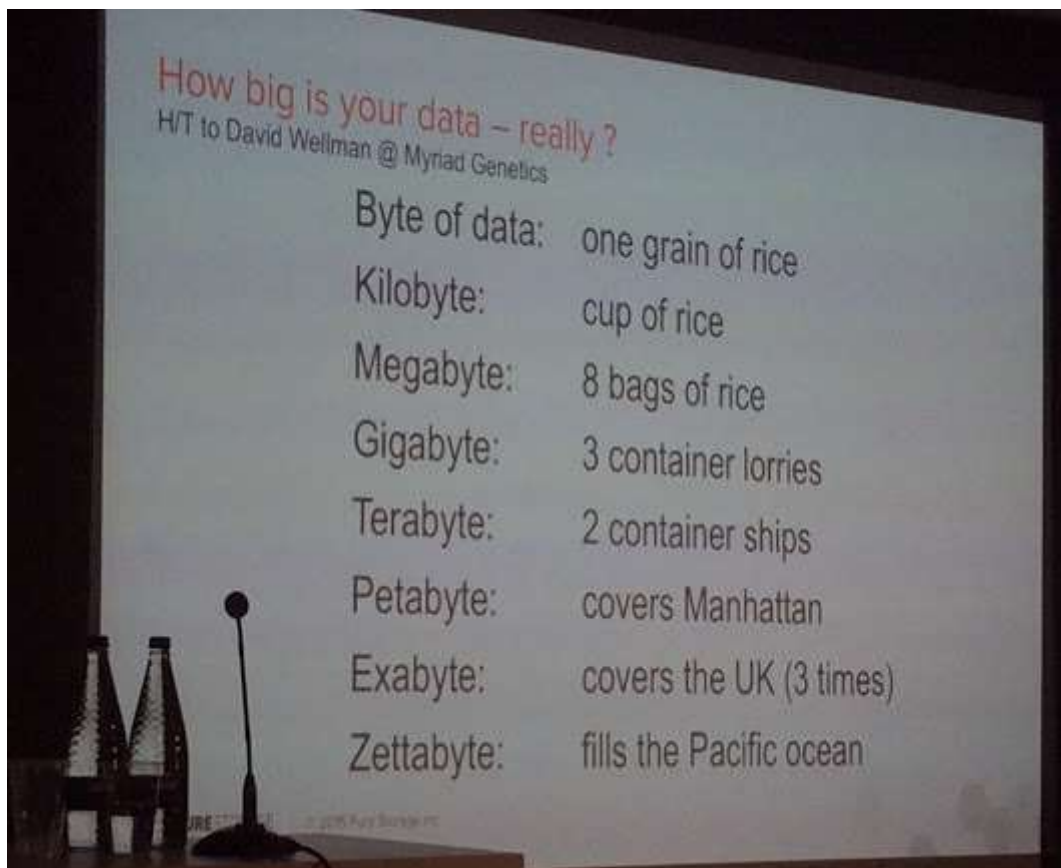 How big is your data – really ?
H/T to David Wellman @ Myriad Genetics
Byte of data: one grain of rice
Kilobyte: cup of rice
Megabyte: 8 bags of rice
Gigabyte: 3 container lorries
Terabyte: 2 container ships
Petabyte: covers Manhattan
Exabyte: covers the UK (3 times)
Zettabyte: fills the Pacific ocean